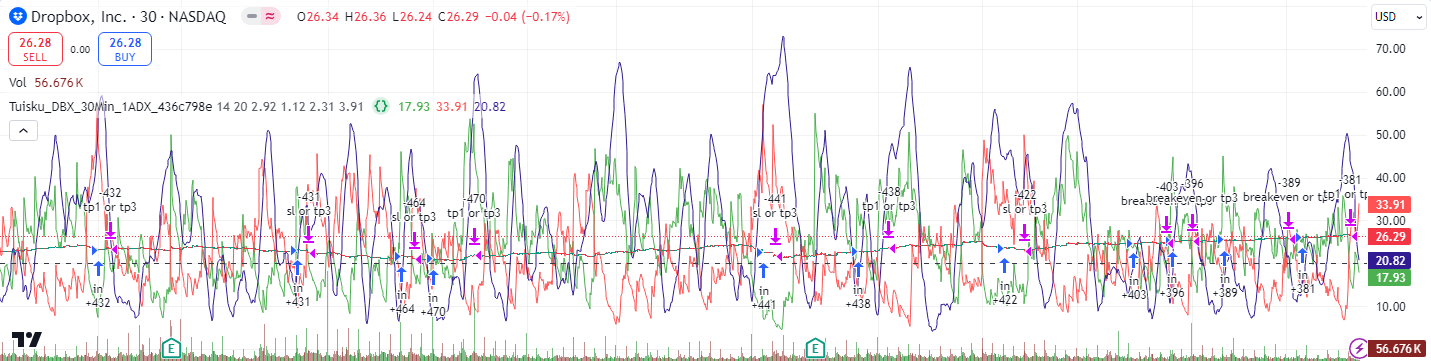 Dropbox, Inc. · 30 · NASDAQ O26.34 H26.36 L26.24 C26.29 −0.04 (−0.17%)
USD
26.28
SELL
0.00
26.28
BUY
Vol 56.676K
Tuisku_DBX_30Min_1ADX_436c798e 14 20 2.92 1.12 2.31 3.91 {} 17.93 33.91 20.82
70.00
60.00
50.00
40.00
33.91
30.00
26.29
20.82
17.93
10.00
56.676K
-432
tp1 or tp3
in
+432
-431
sl or tp3
in
+431
-464
sl or tp3
in
+464
-470
tp1 or tp3
in
+470
-441
sl or tp3
in
+441
-438
tp1 or tp3
in
+438
-422
sl or tp3
in
+422
-403
in
+403
-396
breakeven or tp3
in
+396
-389
breakeven or
in
+389
-381
in
+381
E
E